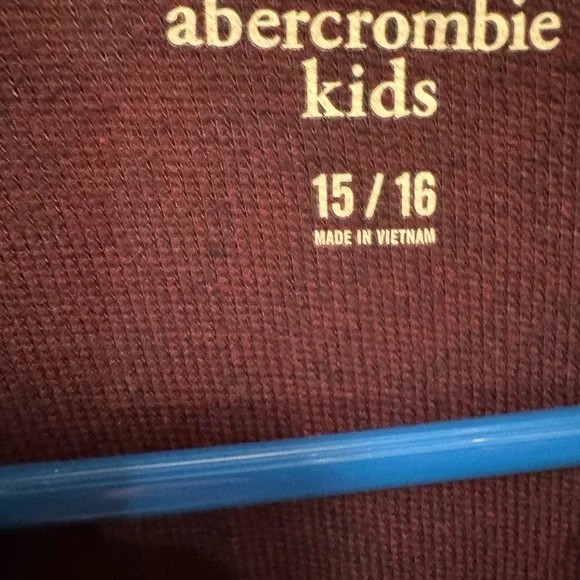 abercrombie
kids
15 / 16
MADE IN VIETNAM